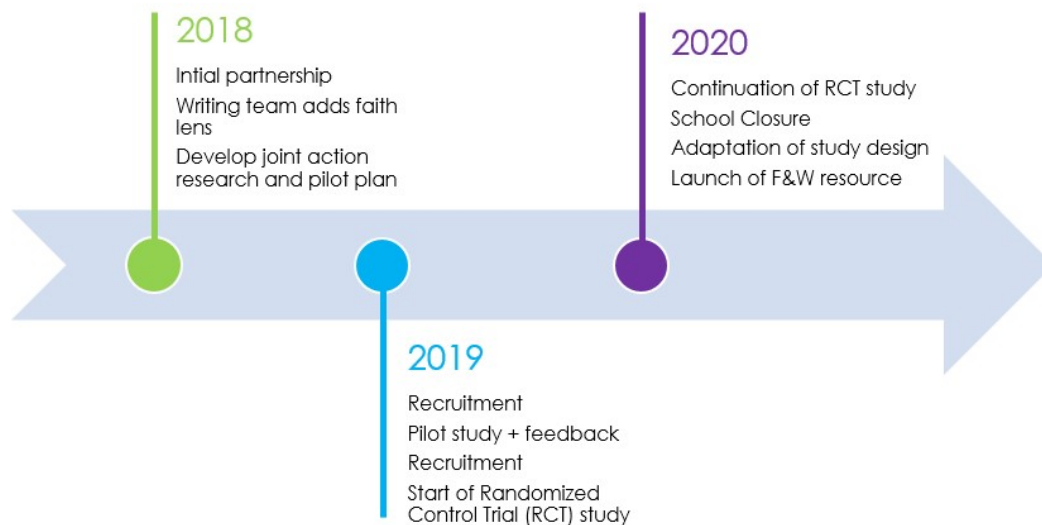 2018
Intial partnership
Writing team adds faith
lens
Develop joint action
research and pilot plan
2019
Recruitment
Pilot study + feedback
Recruitment
Start of Randomized
Control Trial (RCT) study
2020
Continuation of RCT study
School Closure
Adaptation of study design
Launch of F&W resource